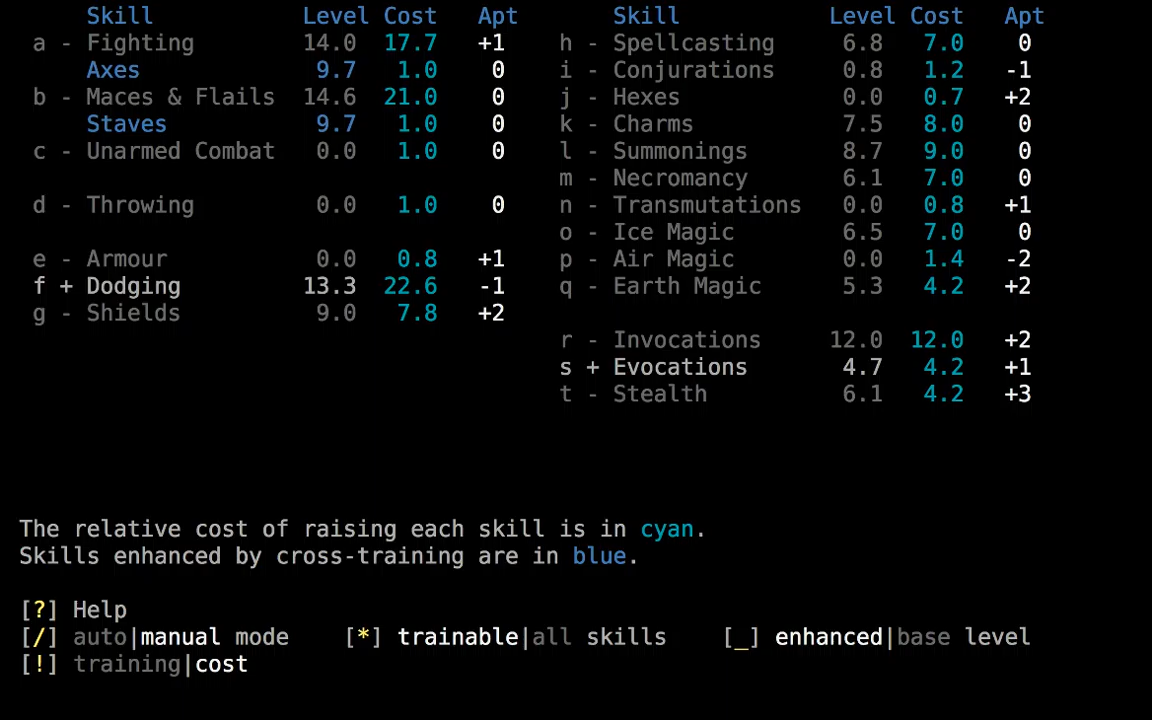 Skill Level Cost Apt Skill Level Cost Apt
a - Fighting 14.0 17.7 +1 h - Spellcasting 6.8 7.0 0
Axes 9.7 1.0 0 i - Conjurations 0.8 1.2 -1
b - Maces & Flails 14.6 21.0 0 j - Hexes 0.0 0.7 +2
Staves 9.7 1.0 0 k - Charms 7.5 8.0 0
c - Unarmed Combat 0.0 1.0 0 l - Summonings 8.7 9.0 0
m - Necromancy 6.1 7.0 0
d - Throwing 0.0 1.0 0 n - Transmutations 0.0 0.8 +1
o - Ice Magic 6.5 7.0 0
e - Armour 0.0 0.8 +1 p - Air Magic 0.0 1.4 -2
f + Dodging 13.3 22.6 -1 q - Earth Magic 5.3 4.2 +2
g - Shields 9.0 7.8 +2
r - Invocations 12.0 12.0 +2
s + Evocations 4.7 4.2 +1
t - Stealth 6.1 4.2 +3
The relative cost of raising each skill is in cyan.
Skills enhanced by cross-training are in blue.
[?] Help
[/] auto|manual mode [*] trainable|all skills [_] enhanced|base level
[!] training|cost